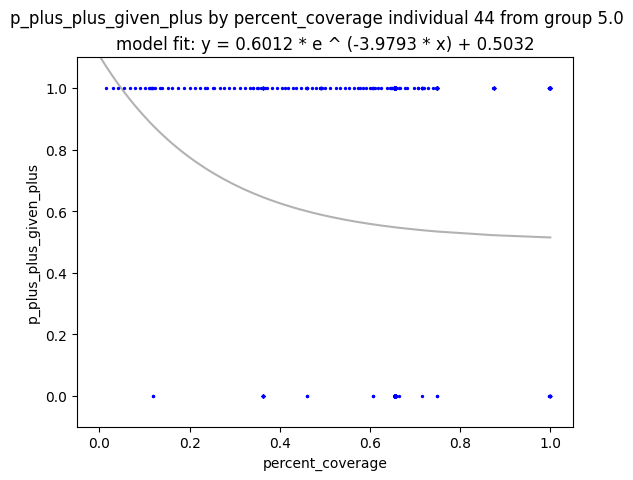 p_plus_plus_given_plus by percent_coverage individual 44 from group 5.0
model fit: y = 0.6012 * e ^ (-3.9793 * x) + 0.5032
1.0
0.8
0.6
0.4
0.2
0.0
p_plus_plus_given_plus
0.0 0.2 0.4 0.6 0.8 1.0
percent_coverage